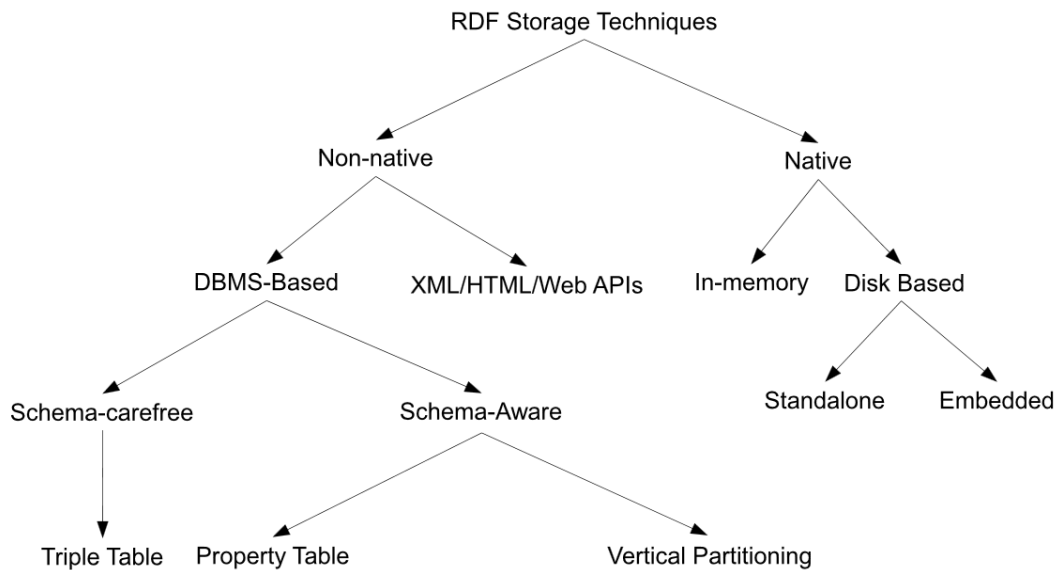 RDF Storage Techniques
Non-native
Native
DBMS-Based
XML/HTML/Web APIs
In-memory
Disk Based
Schema-carefree
Schema-Aware
Standalone
Embedded
Triple Table
Property Table
Vertical Partitioning